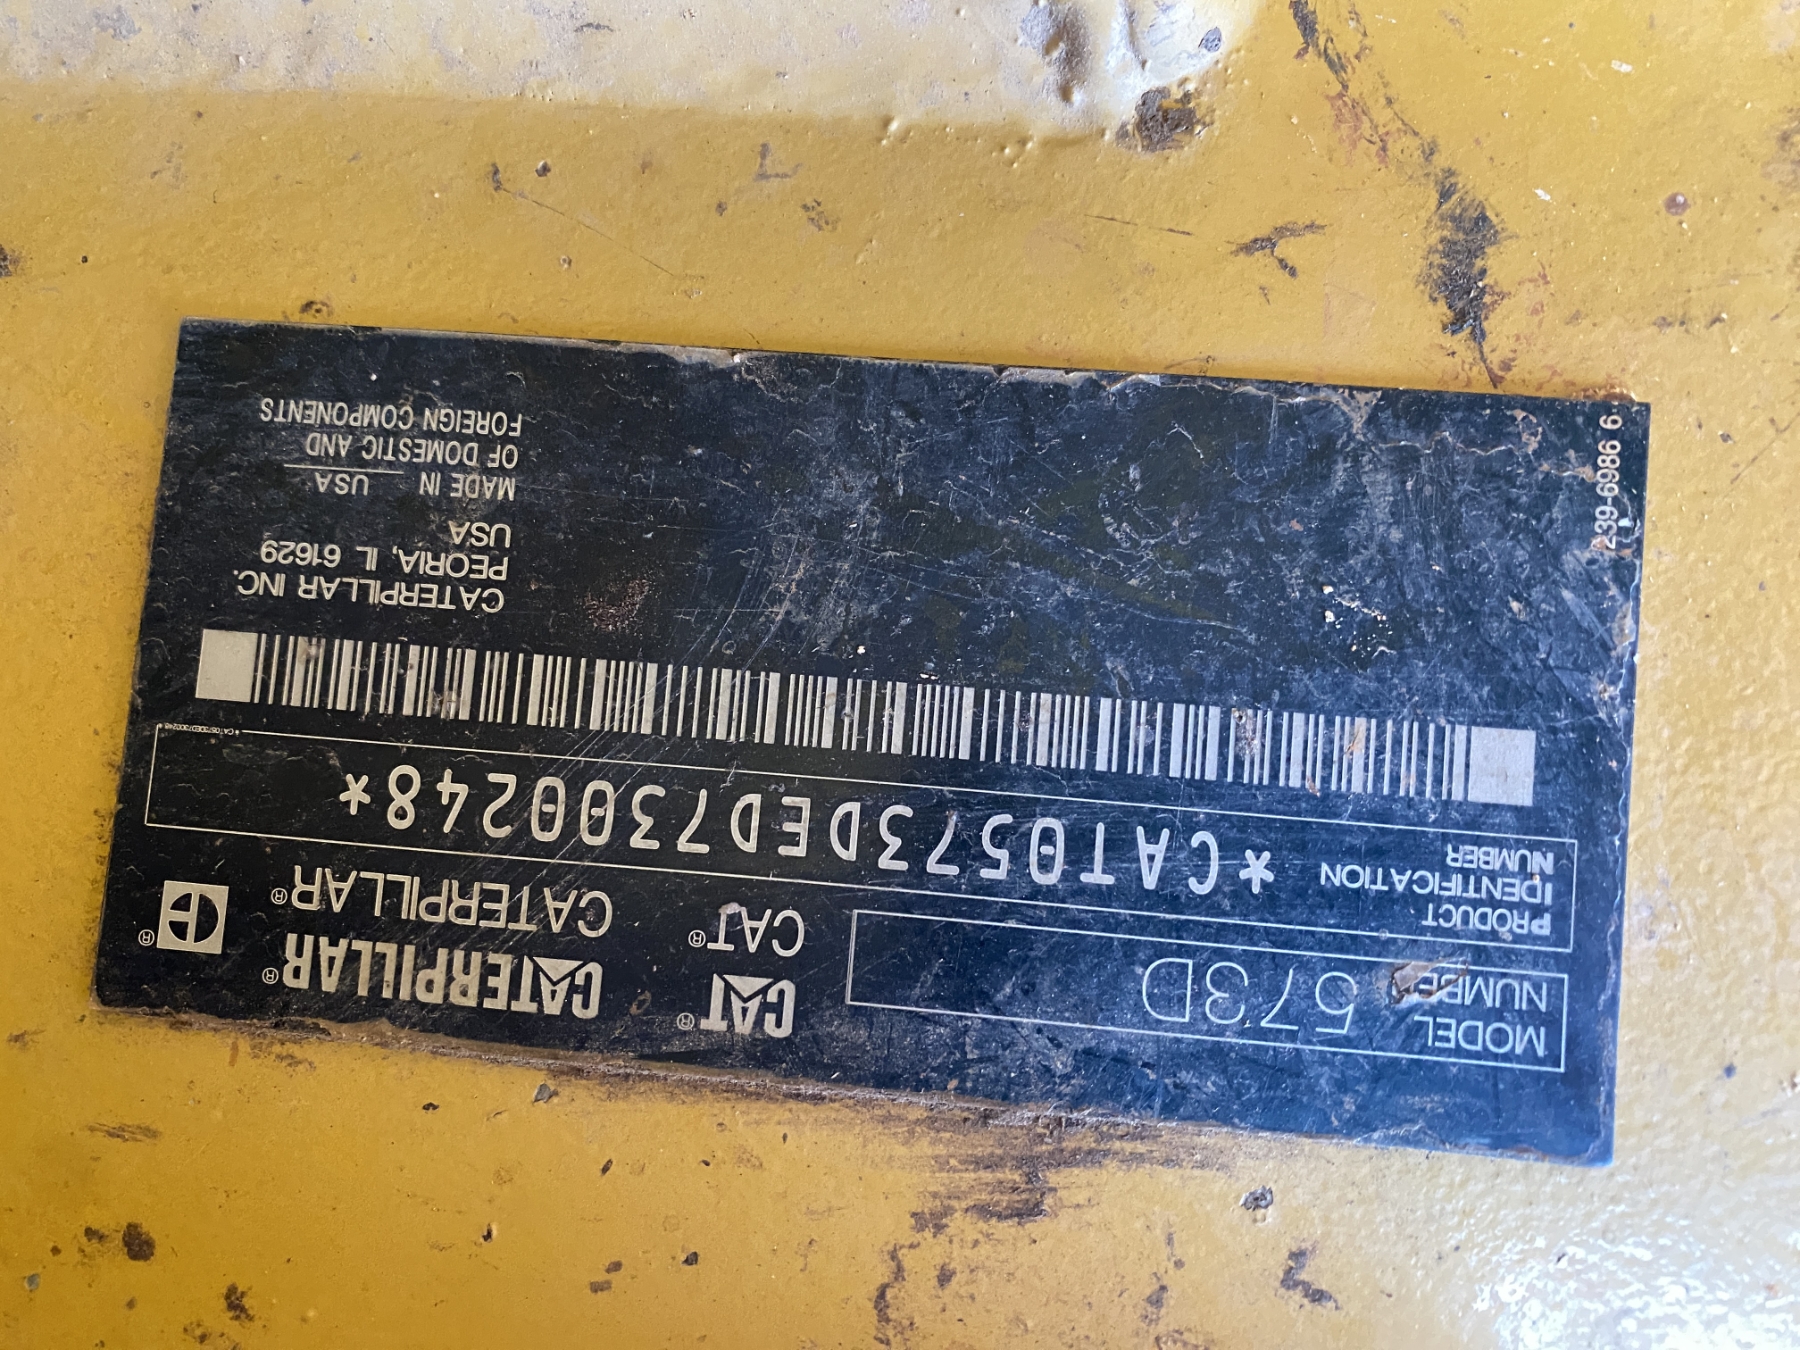 MODEL
NUMBER 573D
PRODUCT
IDENTIFICATION
NUMBER
*CAT0573DED7300248*
CAT® CATERPILLAR®
CAT® CATERPILLAR®
*CAT0573DED7300248*
CATERPILLAR INC.
PEORIA, IL 61629
USA
MADE IN USA
OF DOMESTIC AND
FOREIGN COMPONENTS
239-6986 6